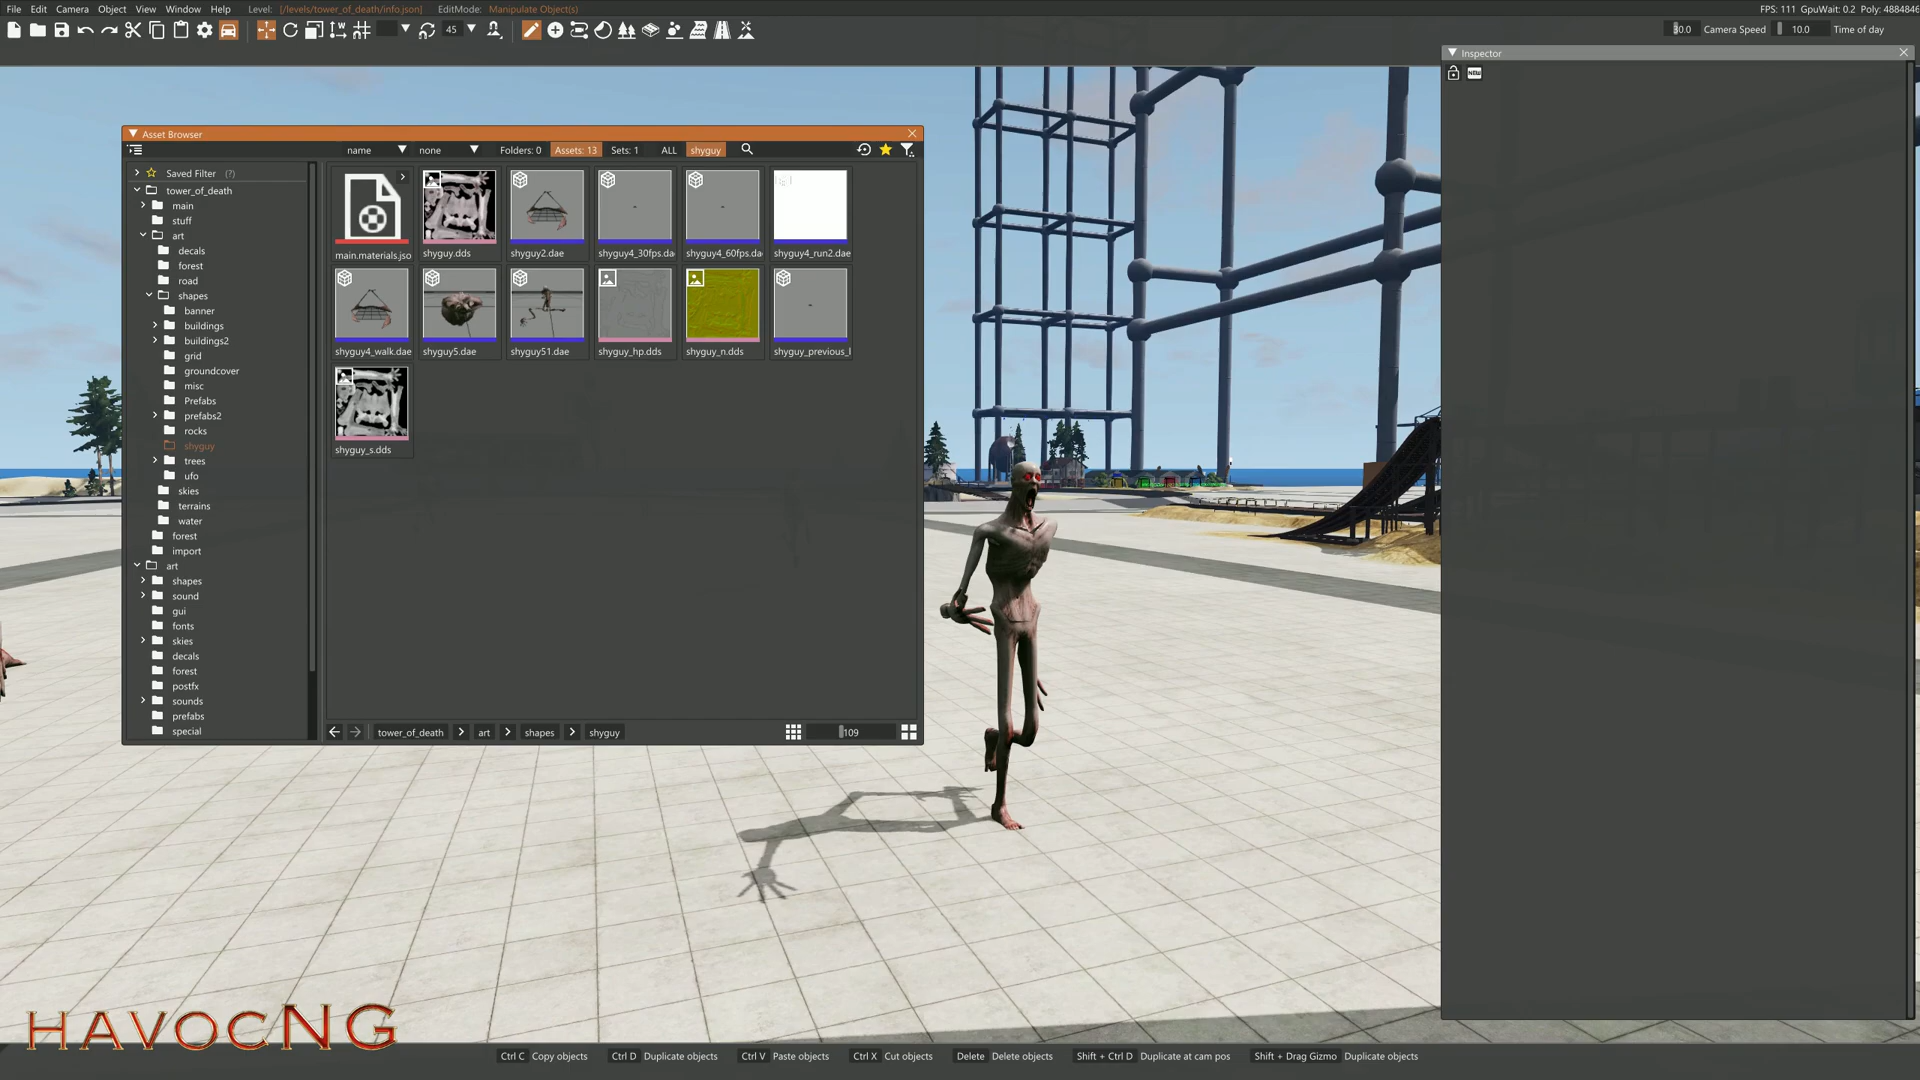 File Edit Camera Object View Window Help Level: [/levels/tower_of_death/info.json] EditMode: Manipulate Object(s) FPS: 111 GpuWait: 0.2 Poly: 4884846
45 30.0 Camera Speed 10.0 Time of day
Inspector
NEW
Asset Browser
name none Folders: 0 Assets: 13 Sets: 1 ALL shyguy
Saved Filter (?)
tower_of_death
main
stuff
art
decals
forest
road
shapes
banner
buildings
buildings2
grid
groundcover
misc
Prefabs
prefabs2
rocks
shyguy
trees
ufo
skies
terrains
water
forest
import
art
shapes
sound
gui
fonts
skies
decals
forest
postfx
sounds
prefabs
special
main.materials.jso shyguy.dds shyguy2.dae shyguy4_30fps.da shyguy4_60fps.da shyguy4_run2.dae
shyguy4_walk.dae shyguy5.dae shyguy51.dae shyguy_hp.dds shyguy_n.dds shyguy_previous_l
shyguy_s.dds
tower_of_death > art > shapes > shyguy 109
HAVOCNG
Ctrl C Copy objects Ctrl D Duplicate objects Ctrl V Paste objects Ctrl X Cut objects Delete Delete objects Shift + Ctrl D Duplicate at cam pos Shift + Drag Gizmo Duplicate objects